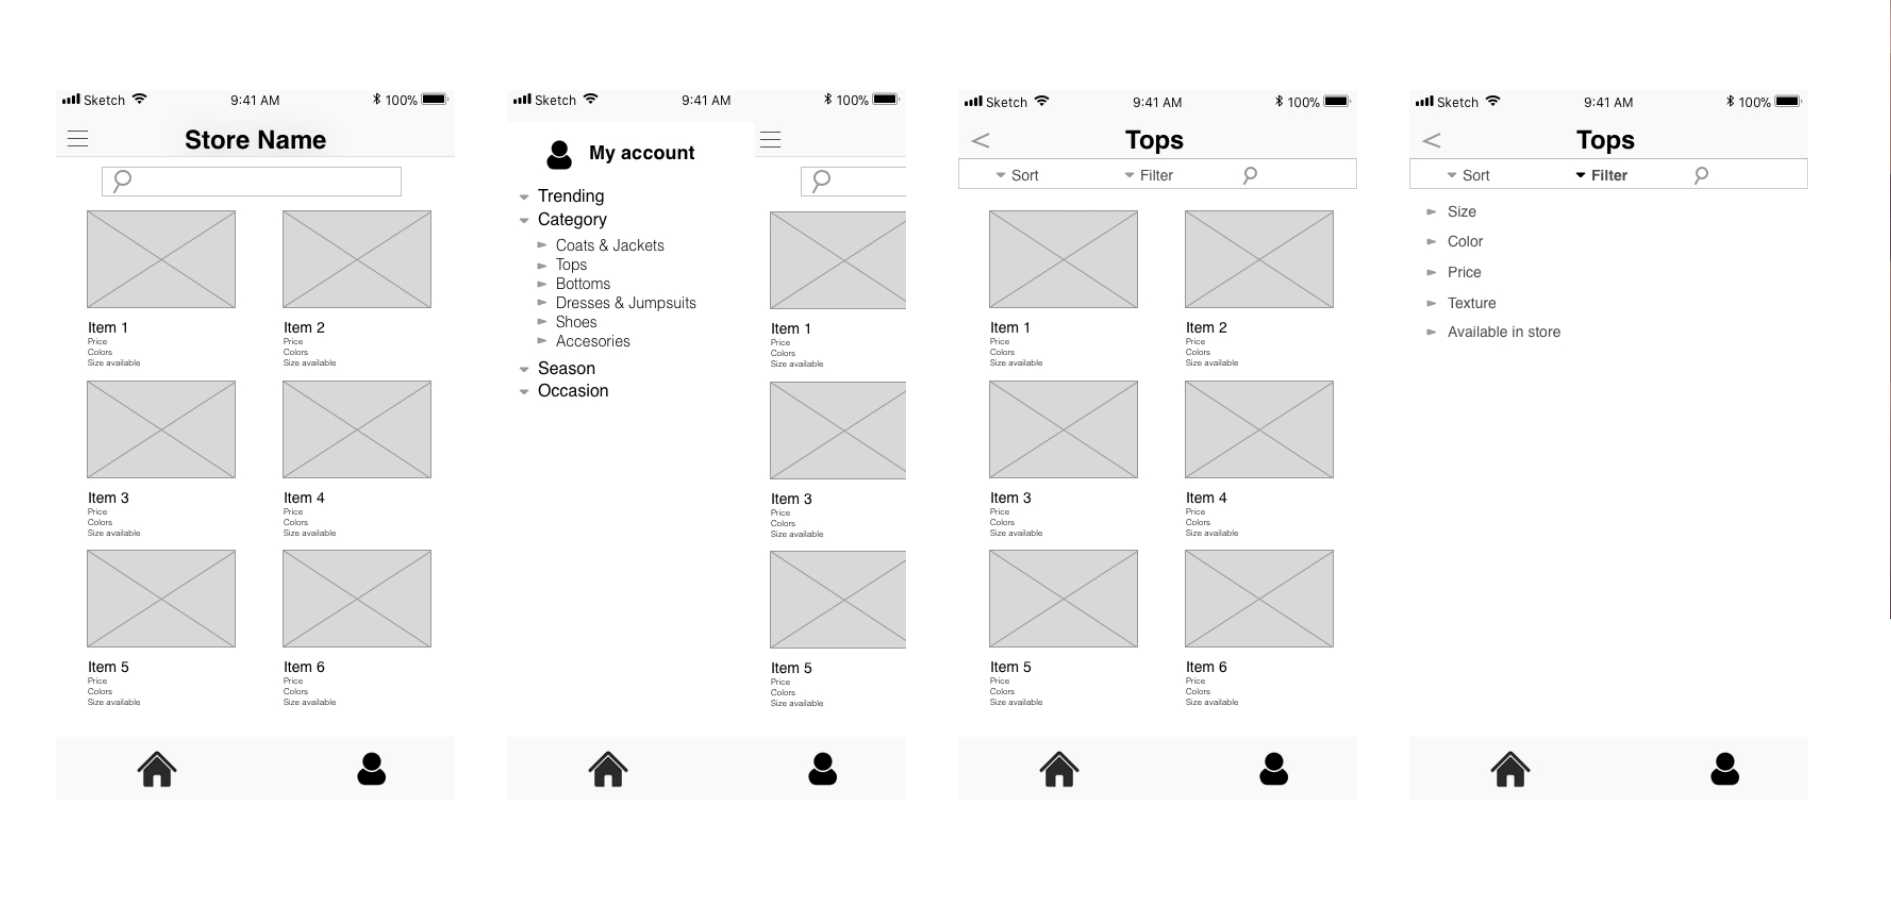 Sketch 9:41 AM 100%
Store Name
Item 1 Item 2
Price Price
Colors Colors
Size available Size available
Item 3 Item 4
Price Price
Colors Colors
Size available Size available
Item 5 Item 6
Price Price
Colors Colors
Size available Size available
Sketch 9:41 AM 100%
My account
Trending
Category
Coats & Jackets
Tops
Bottoms
Dresses & Jumpsuits
Shoes
Accesories
Season
Occasion
Item 1
Price
Colors
Size available
Item 3
Price
Colors
Size available
Item 5
Price
Colors
Size available
Sketch 9:41 AM 100%
Tops
Sort Filter
Item 1 Item 2
Price Price
Colors Colors
Size available Size available
Item 3 Item 4
Price Price
Colors Colors
Size available Size available
Item 5 Item 6
Price Price
Colors Colors
Size available Size available
Sketch 9:41 AM 100%
Tops
Sort Filter
Size
Color
Price
Texture
Available in store